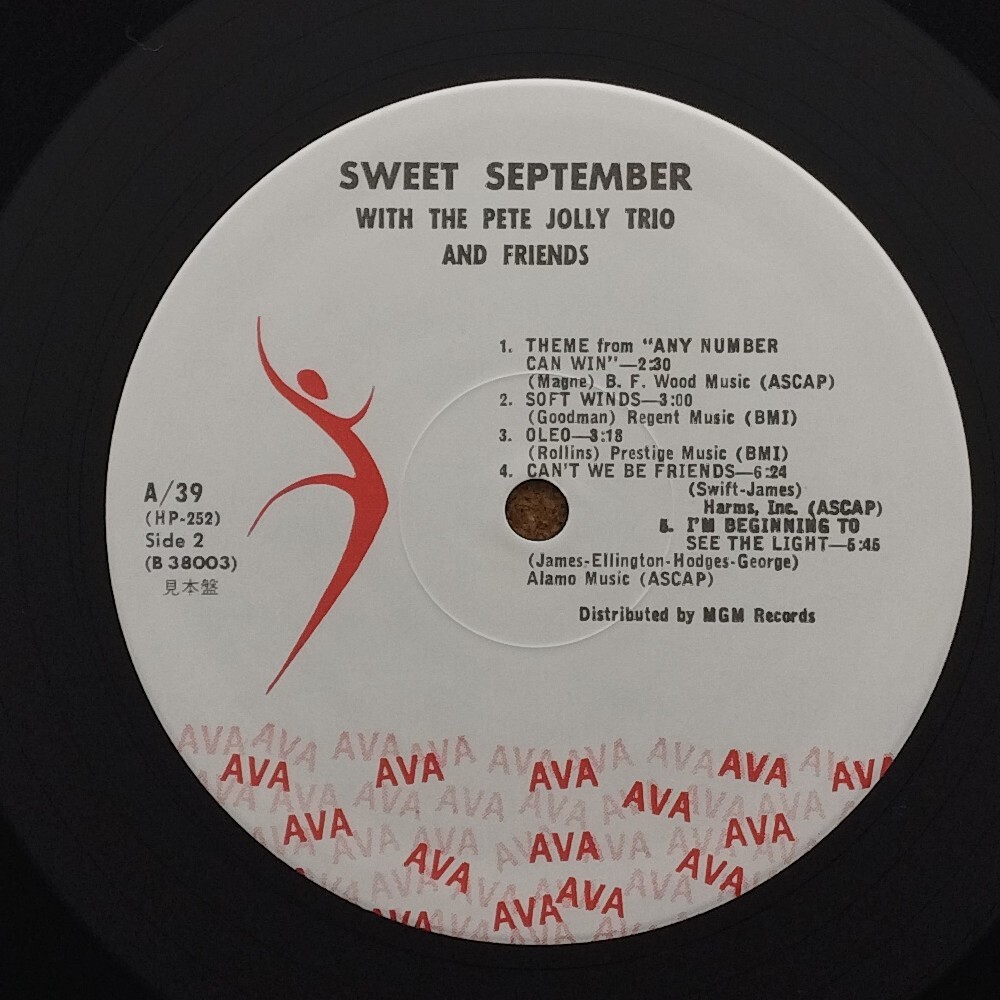 SWEET SEPTEMBER
WITH THE PETE JOLLY TRIO
AND FRIENDS
1. THEME from "ANY NUMBER
CAN WIN"—2:30
(Magne) B. F. Wood Music (ASCAP)
2. SOFT WINDS—3:00
(Goodman) Regent Music (BMI)
3. OLEO—3:18
(Rollins) Prestige Music (BMI)
4. CAN'T WE BE FRIENDS—6:24
(Swift-James)
Harms, Inc. (ASCAP)
5. I'M BEGINNING TO
SEE THE LIGHT—5:45
(James-Ellington-Hodges-George)
Alamo Music (ASCAP)
Distributed by MGM Records
A/39
(HP-252)
Side 2
(B 38003)
見本盤
AVA AVA AVA AVA AVA AVA AVA AVA AVA
AVA AVA AVA AVA AVA
AVA AVA AVA AVA AVA
AVA AVA AVA
AVA AVA
AVA AVA
AVA